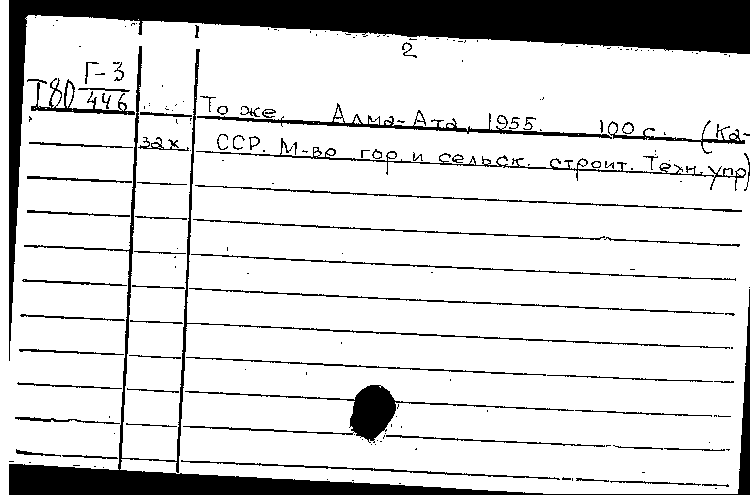 2
Т80 Г-3
446
То же. Алма-Ата, 1955. 100 с. (Ка-
зах. ССР. М-во гор. и сельск. строит. Техн. упр)